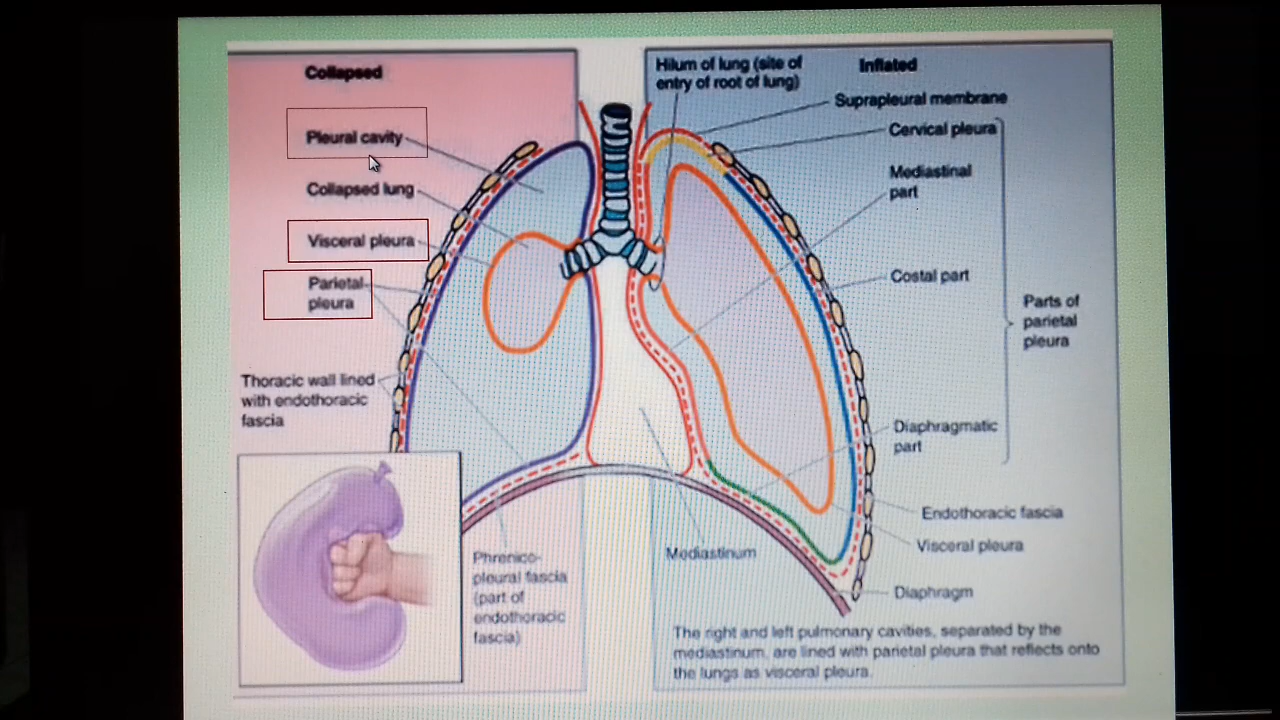 Collapsed
Pleural cavity
Collapsed lung
Visceral pleura
Parietal
pleura
Thoracic wall lined
with endothoracic
fascia
Phrenico-
pleural fascia
(part of
endothoracic
fascia)
Hilum of lung (site of
entry of root of lung)
Inflated
Suprapleural membrane
Cervical pleura
Mediastinal
part
Costal part
Parts of
parietal
pleura
Diaphragmatic
part
Endothoracic fascia
Visceral pleura
Mediastinum
Diaphragm
The right and left pulmonary cavities, separated by the
mediastinum, are lined with parietal pleura that reflects onto
the lungs as visceral pleura.